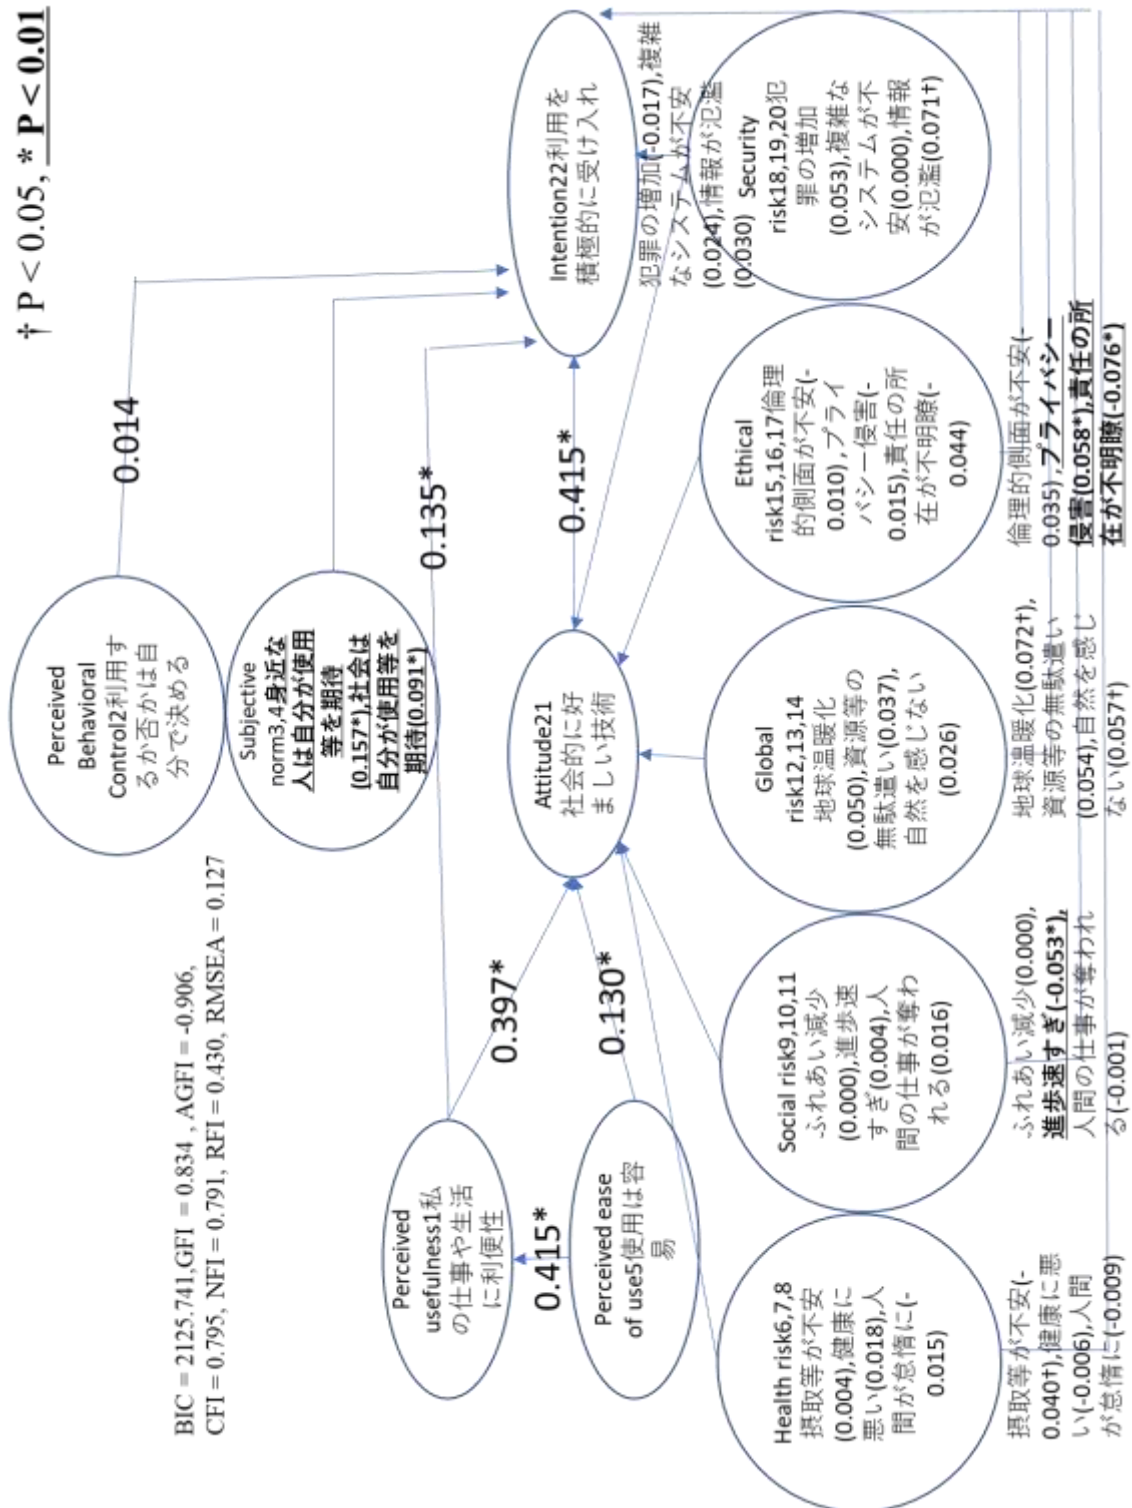 † P < 0.05, * P < 0.01
BIC = 2125.741,GFI = 0.834 , AGFI = -0.906,
CFI = 0.795, NFI = 0.791, RFI = 0.430, RMSEA = 0.127
Perceived
Behavioral
Control2利用す
るか否かは自
分で決める
0.014
Subjective
norm3,4身近な
人は自分が使用
等を期待
(0.157*),社会は
自分が使用等を
期待(0.091*)
Perceived
usefulness1私
の仕事や生活
に利便性
0.135*
0.415*
0.397*
Perceived ease
of use5使用は容
易
0.130*
Attitude21
社会的に好
ましい技術
0.415*
Intention22利用を
積極的に受け入れ
犯罪の増加(-0.017),複雑
なシステムが不安
(0.024),情報が氾濫
(0.030)
Health risk6,7,8
摂取等が不安
(0.004),健康に
悪い(0.018),人
間が怠惰に(-
0.015)
Social risk9,10,11
ふれあい減少
(0.000),進歩速
すぎ(0.004),人
間の仕事が奪わ
れる(0.016)
Global
risk12,13,14
地球温暖化
(0.050),資源等の
無駄遣い(0.037),
自然を感じない
(0.026)
Ethical
risk15,16,17倫理
的側面が不安(-
0.010) ,プライ
バシー侵害(-
0.015),責任の所
在が不明瞭(-
0.044)
Security
risk18,19,20犯
罪の増加
(0.053),複雑な
システムが不
安(0.000),情報
が氾濫(0.071†)
摂取等が不安(-
0.040†),健康に悪
い(-0.006),人間
が怠惰に(-0.009)
ふれあい減少(0.000),
進歩速すぎ(-0.053*),
人間の仕事が奪われ
る(-0.001)
地球温暖化(0.072†),
資源等の無駄遣い
(0.054),自然を感じ
ない(0.057†)
倫理的側面が不安(-
0.035) ,プライバシー
侵害(0.058*),責任の所
在が不明瞭(-0.076*)